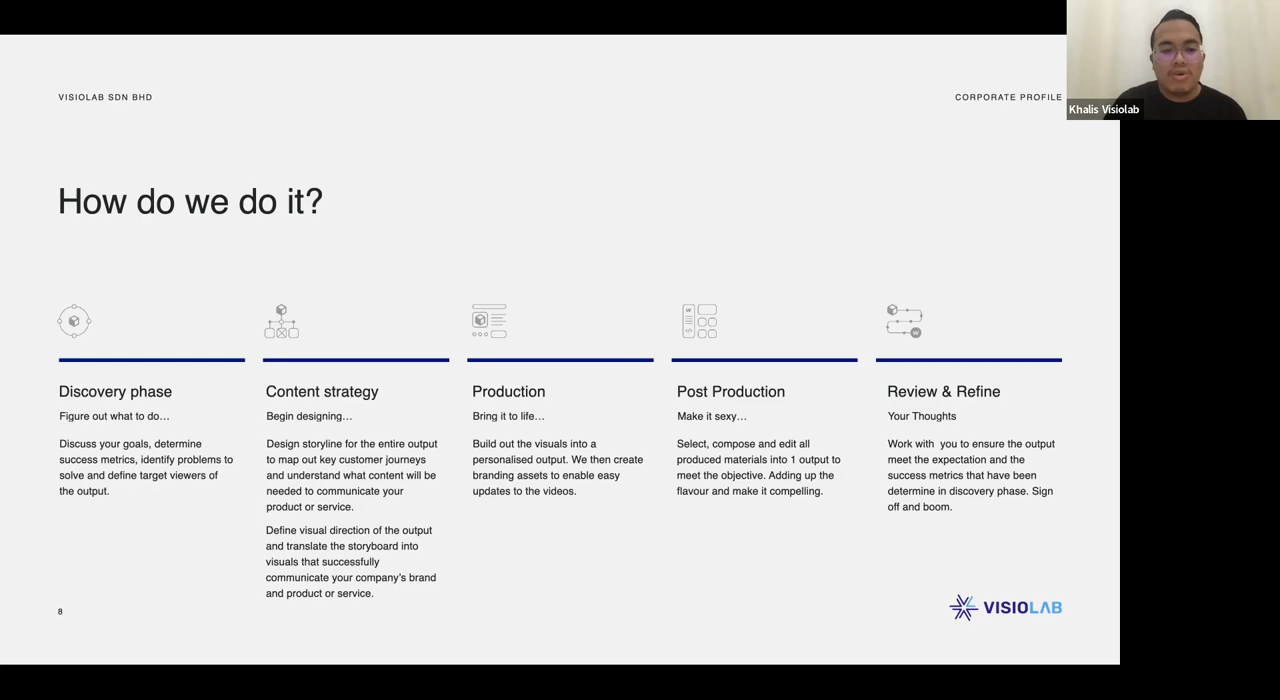 VISIOLAB SDN BHD
CORPORATE PROFILE
Khalis Visiolab
How do we do it?
Discovery phase
Figure out what to do…
Discuss your goals, determine
success metrics, identify problems to
solve and define target viewers of
the output.
Content strategy
Begin designing…
Design storyline for the entire output
to map out key customer journeys
and understand what content will be
needed to communicate your
product or service.
Define visual direction of the output
and translate the storyboard into
visuals that successfully
communicate your company's brand
and product or service.
Production
Bring it to life…
Build out the visuals into a
personalised output. We then create
branding assets to enable easy
updates to the videos.
Post Production
Make it sexy…
Select, compose and edit all
produced materials into 1 output to
meet the objective. Adding up the
flavour and make it compelling.
Review & Refine
Your Thoughts
Work with  you to ensure the output
meet the expectation and the
success metrics that have been
determine in discovery phase. Sign
off and boom.
8
VISIOLAB